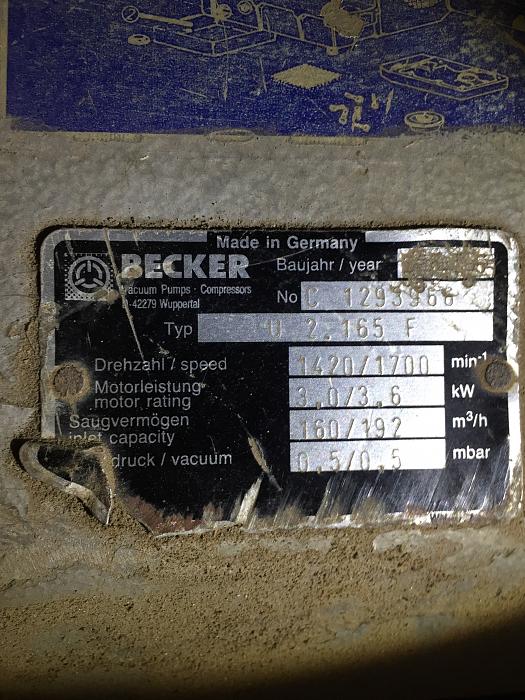 Made in Germany
BECKER
Baujahr / year
Vacuum Pumps · Compressors
D-42279 Wuppertal
No C 1293966
Typ U 2.165 F
Drehzahl / speed 1420/1700 min-1
Motorleistung
motor rating 3,0/3,6 kW
Saugvermögen
inlet capacity 160/192 m³/h
druck / vacuum 0,5/0,5 mbar